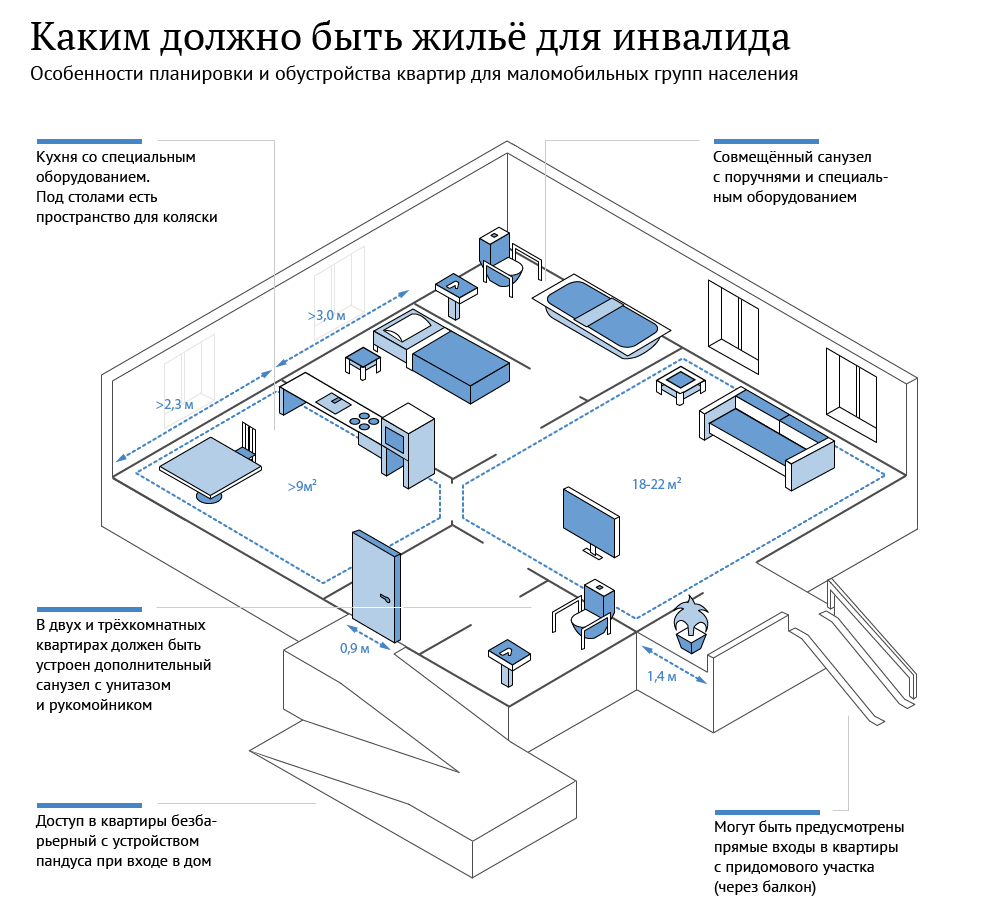 Каким должно быть жильё для инвалида
Особенности планировки и обустройства квартир для маломобильных групп населения
Кухня со специальным
оборудованием.
Под столами есть
пространство для коляски
Совмещённый санузел
с поручнями и специаль-
ным оборудованием
>3,0 м
>2,3 м
>9м²
18-22 м²
В двух и трёхкомнатных
квартирах должен быть
устроен дополнительный
санузел с унитазом
и рукомойником
0,9 м
1,4 м
Доступ в квартиры безба-
рьерный с устройством
пандуса при входе в дом
Могут быть предусмотрены
прямые входы в квартиры
с придомового участка
(через балкон)